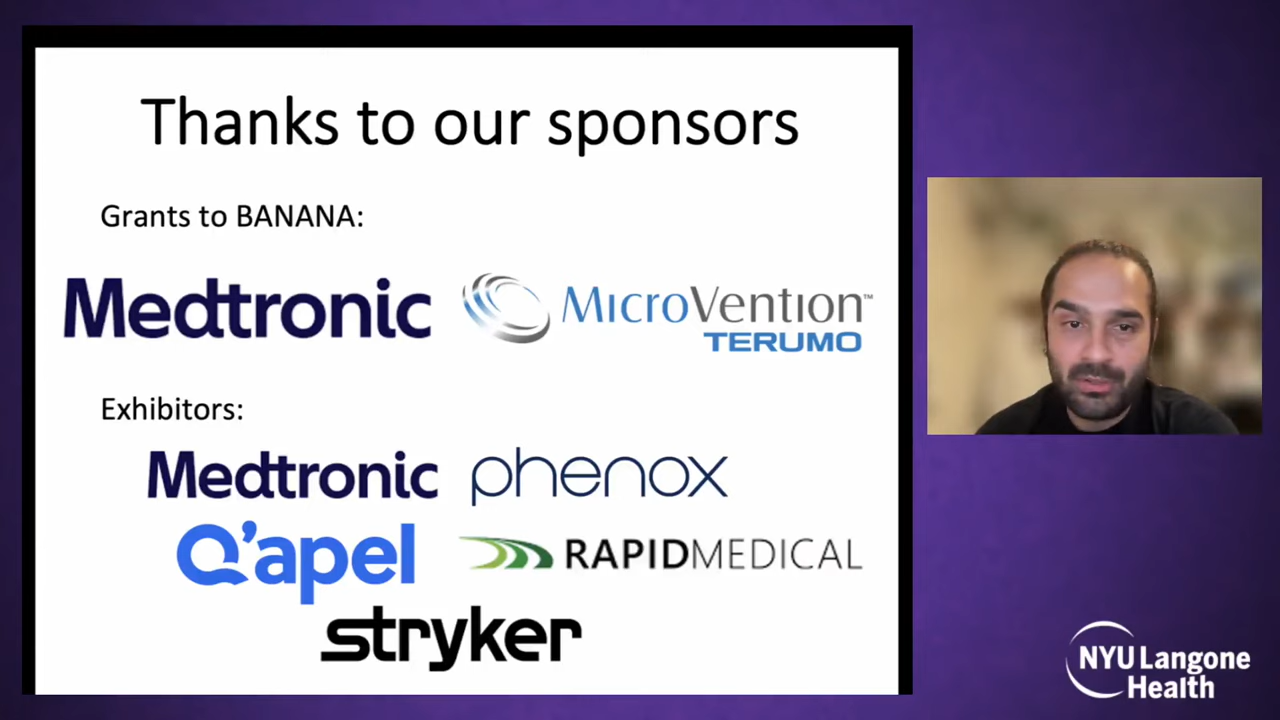 Thanks to our sponsors
Grants to BANANA:
Medtronic
MICROVENTION™
TERUMO
Exhibitors:
Medtronic
phenox
Q'apel
RAPIDMEDICAL
stryker
NYU Langone
Health